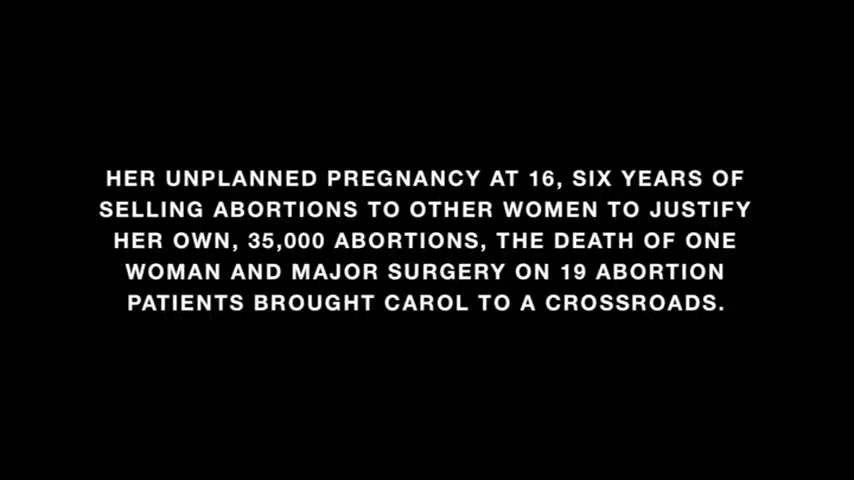 HER UNPLANNED PREGNANCY AT 16, SIX YEARS OF
SELLING ABORTIONS TO OTHER WOMEN TO JUSTIFY
HER OWN, 35,000 ABORTIONS, THE DEATH OF ONE
WOMAN AND MAJOR SURGERY ON 19 ABORTION
PATIENTS BROUGHT CAROL TO A CROSSROADS.